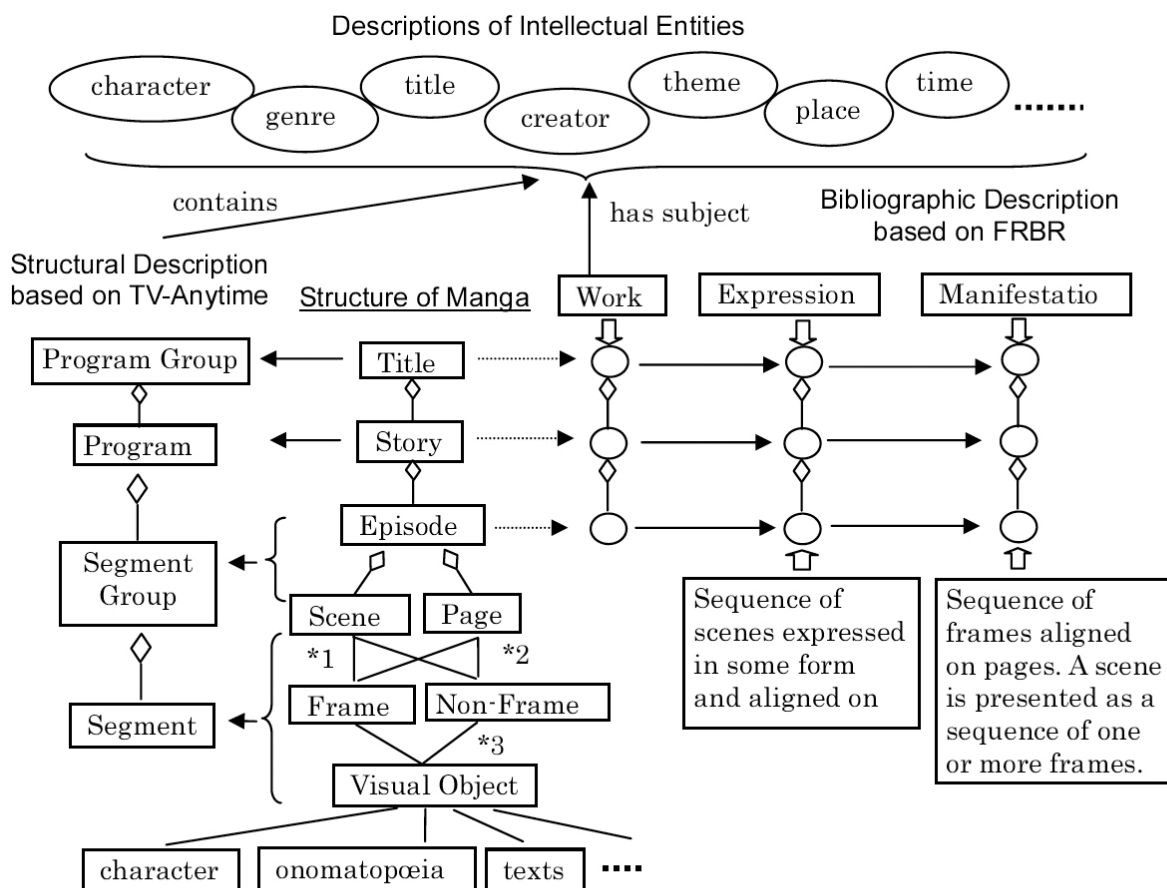 Descriptions of Intellectual Entities
character
genre
title
creator
theme
place
time
contains
has subject
Bibliographic Description
based on FRBR
Structural Description
based on TV-Anytime
Structure of Manga
Work
Expression
Manifestatio
Program Group
Title
Program
Story
Episode
Segment
Group
Scene
Page
*1
*2
Segment
Frame
Non-Frame
*3
Visual Object
character
onomatopœia
texts
Sequence of
scenes expressed
in some form
and aligned on
Sequence of
frames aligned
on pages. A scene
is presented as a
sequence of one
or more frames.